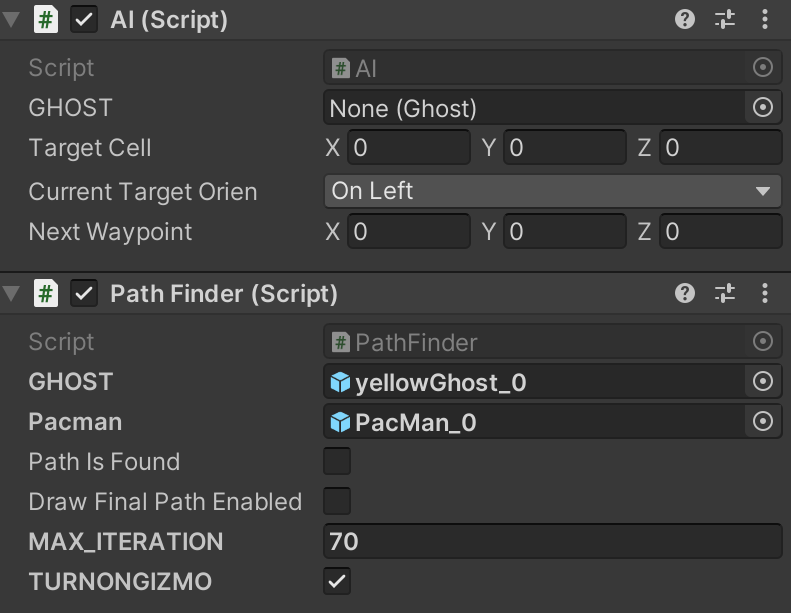 # AI (Script)
Script # AI
GHOST None (Ghost)
Target Cell X 0 Y 0 Z 0
Current Target Orien On Left
Next Waypoint X 0 Y 0 Z 0
# Path Finder (Script)
Script # PathFinder
GHOST yellowGhost_0
Pacman PacMan_0
Path Is Found
Draw Final Path Enabled
MAX_ITERATION 70
TURNONGIZMO